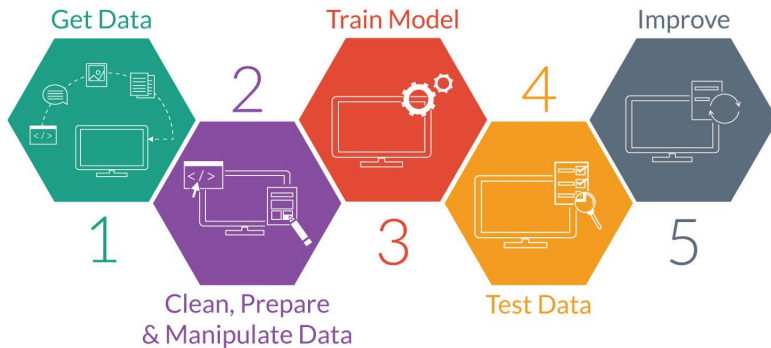 Get Data
1
2
Clean, Prepare
& Manipulate Data
Train Model
3
4
Test Data
Improve
5
</>
</>